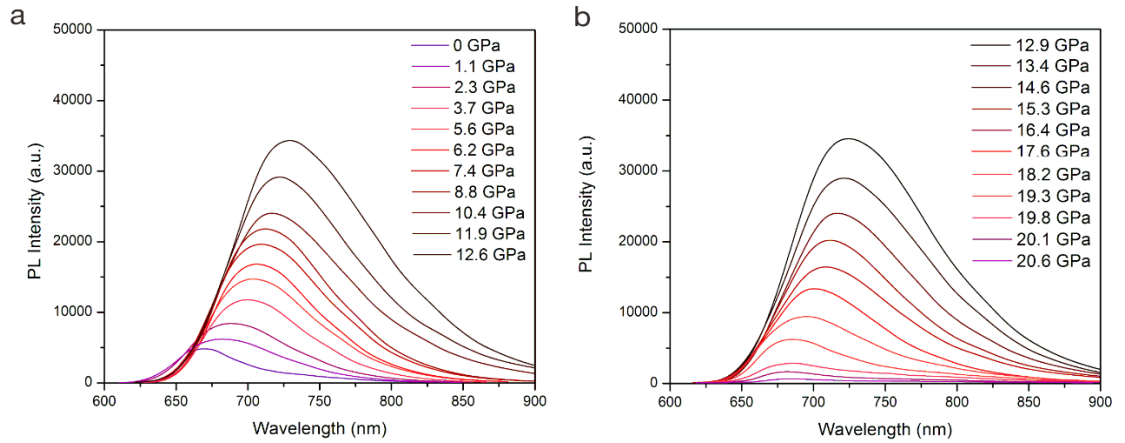 a
50000
40000
30000
20000
10000
0
PL Intensity (a.u.)
600
650
700
750
800
850
900
Wavelength (nm)
0 GPa
1.1 GPa
2.3 GPa
3.7 GPa
5.6 GPa
6.2 GPa
7.4 GPa
8.8 GPa
10.4 GPa
11.9 GPa
12.6 GPa
b
50000
40000
30000
20000
10000
0
PL Intensity (a.u.)
600
650
700
750
800
850
900
Wavelength (nm)
12.9 GPa
13.4 GPa
14.6 GPa
15.3 GPa
16.4 GPa
17.6 GPa
18.2 GPa
19.3 GPa
19.8 GPa
20.1 GPa
20.6 GPa